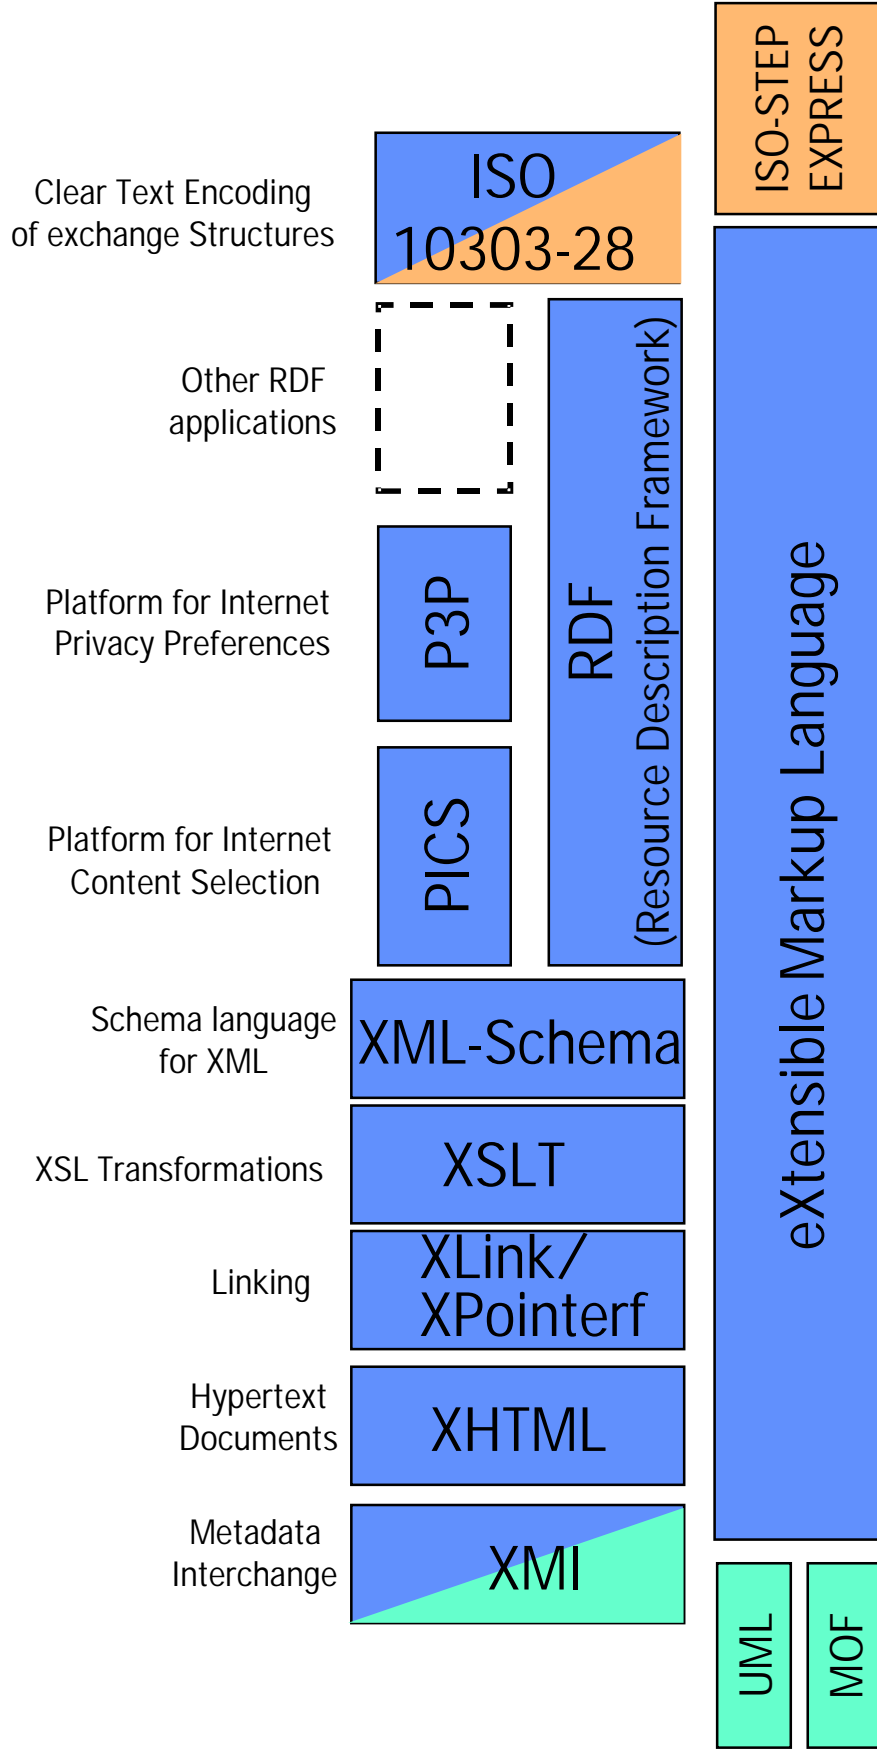 ISO-STEP
EXPRESS
Clear Text Encoding
of exchange Structures
ISO
10303-28
Other RDF
applications
RDF
(Resource Description Framework)
Platform for Internet
Privacy Preferences
P3P
eXtensible Markup Language
Platform for Internet
Content Selection
PICS
Schema language
for XML
XML-Schema
XSL Transformations
XSLT
Linking
XLink/
XPointerf
Hypertext
Documents
XHTML
Metadada
Interchange
XMI
UML
MOF